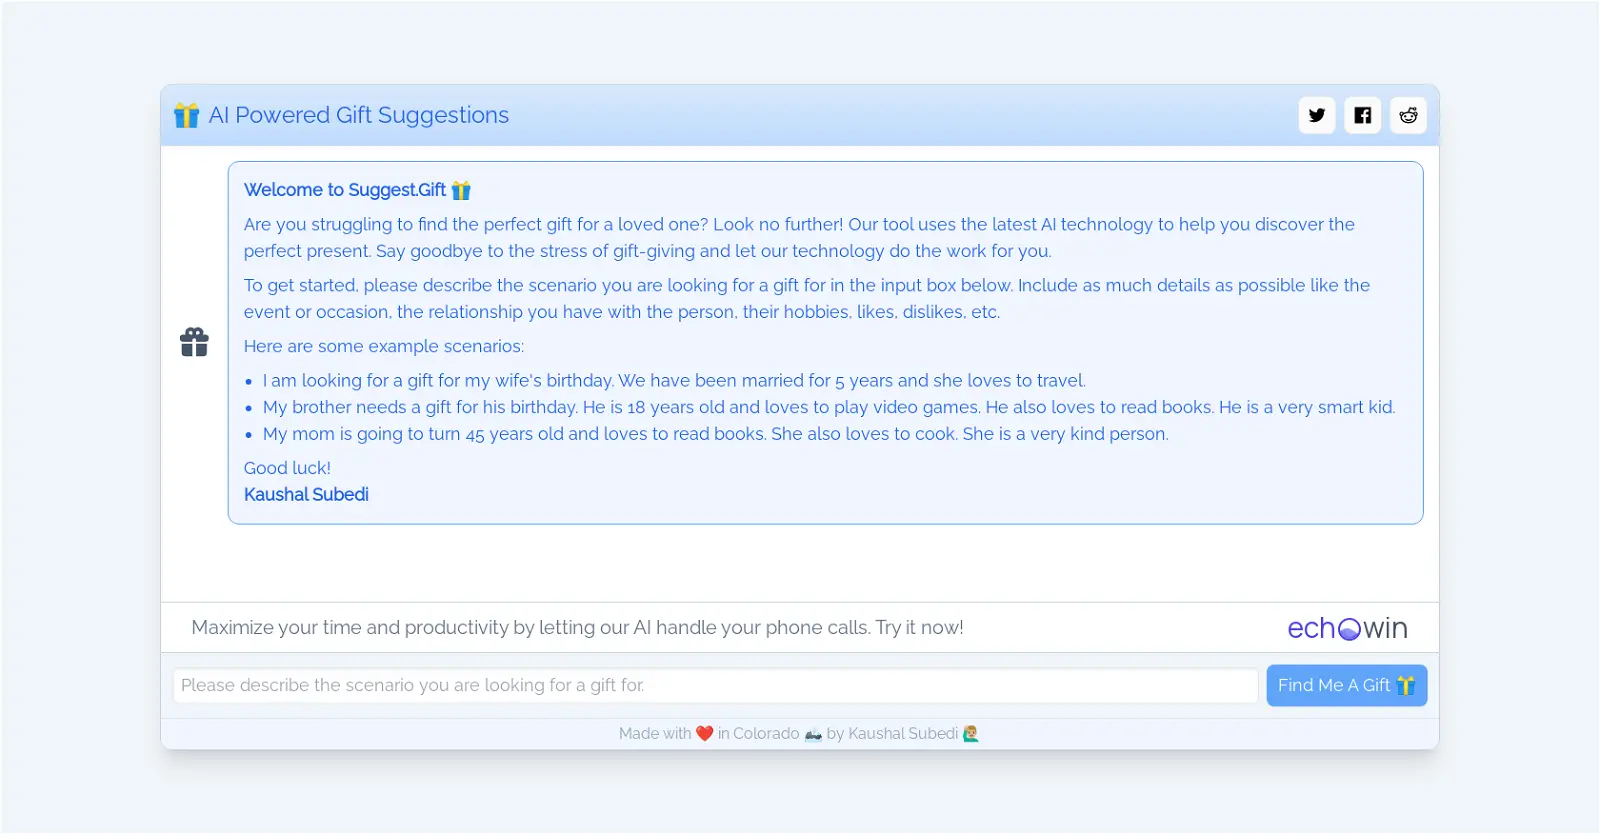 AI Powered Gift Suggestions
Welcome to Suggest.Gift
Are you struggling to find the perfect gift for a loved one? Look no further! Our tool uses the latest AI technology to help you discover the
perfect present. Say goodbye to the stress of gift-giving and let our technology do the work for you.
To get started, please describe the scenario you are looking for a gift for in the input box below. Include as much details as possible like the
event or occasion, the relationship you have with the person, their hobbies, likes, dislikes, etc.
Here are some example scenarios:
• I am looking for a gift for my wife's birthday. We have been married for 5 years and she loves to travel.
• My brother needs a gift for his birthday. He is 18 years old and loves to play video games. He also loves to read books. He is a very smart kid.
• My mom is going to turn 45 years old and loves to read books. She also loves to cook. She is a very kind person.
Good luck!
Kaushal Subedi
Maximize your time and productivity by letting our AI handle your phone calls. Try it now!
echowin
Please describe the scenario you are looking for a gift for.
Find Me A Gift
Made with ❤️ in Colorado 🏔️ by Kaushal Subedi 🙋🏼‍♂️